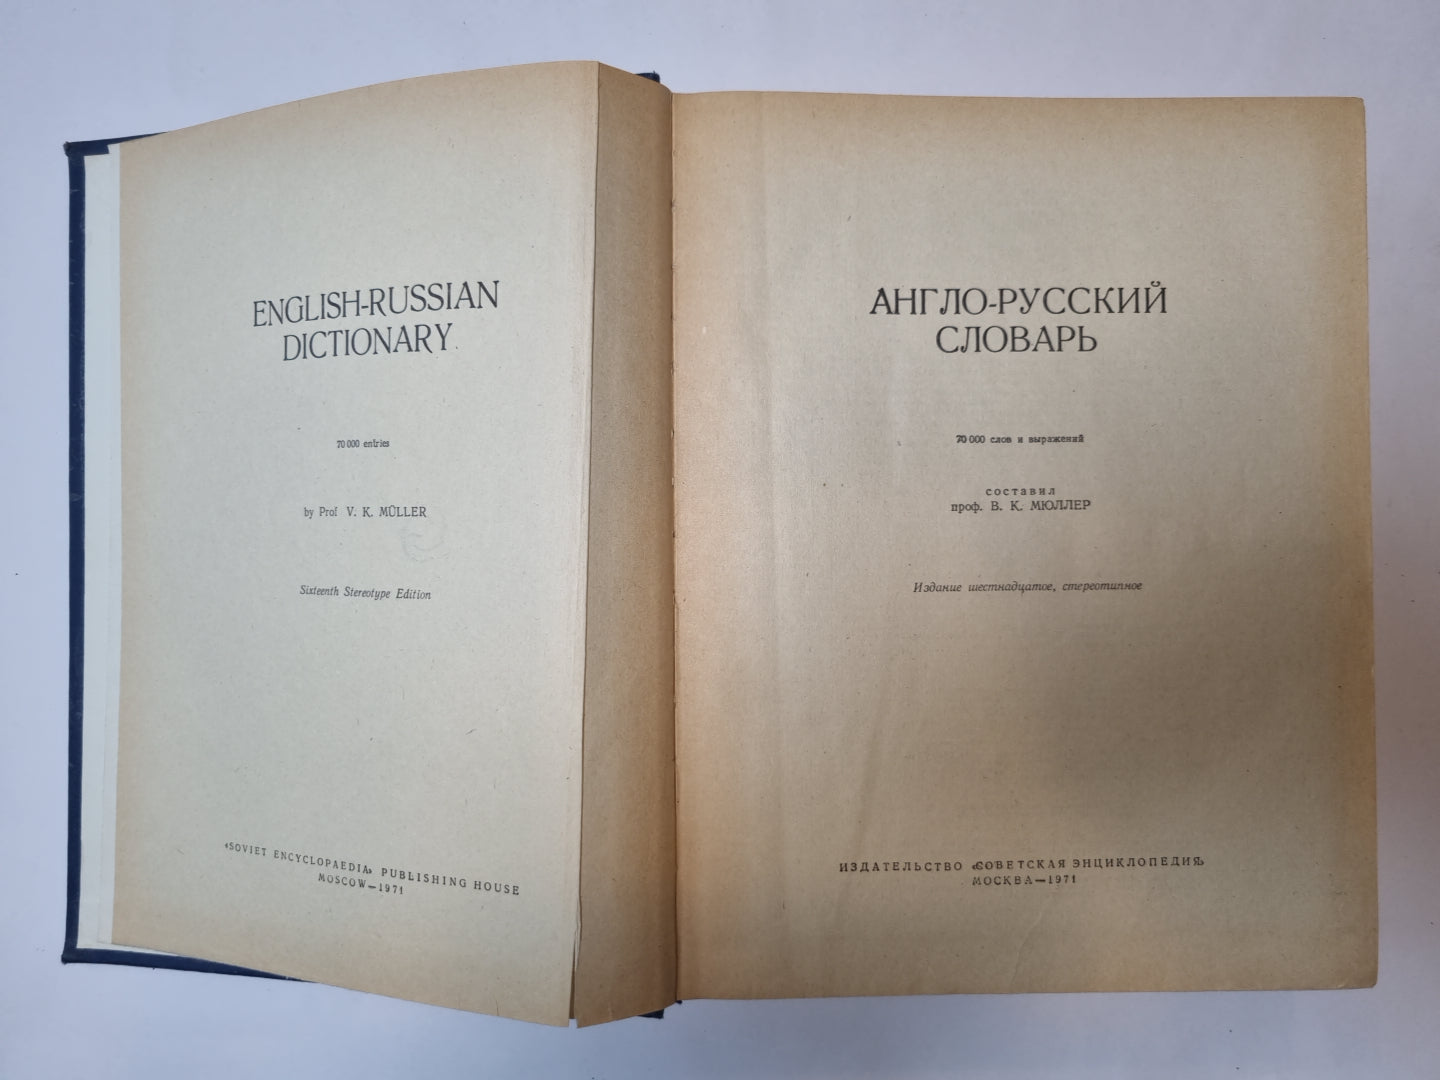 ENGLISH-RUSSIAN
DICTIONARY
70 000 entries
by Prof V. K. MÜLLER
Sixteenth Stereotype Edition
«SOVIET ENCYCLOPAEDIA» PUBLISHING HOUSE
MOSCOW—1971
АНГЛО-РУССКИЙ
СЛОВАРЬ
70 000 слов и выражений
составил
проф. В. К. МЮЛЛЕР
Издание шестнадцатое, стереотипное
ИЗДАТЕЛЬСТВО «СОВЕТСКАЯ ЭНЦИКЛОПЕДИЯ»
МОСКВА—1971